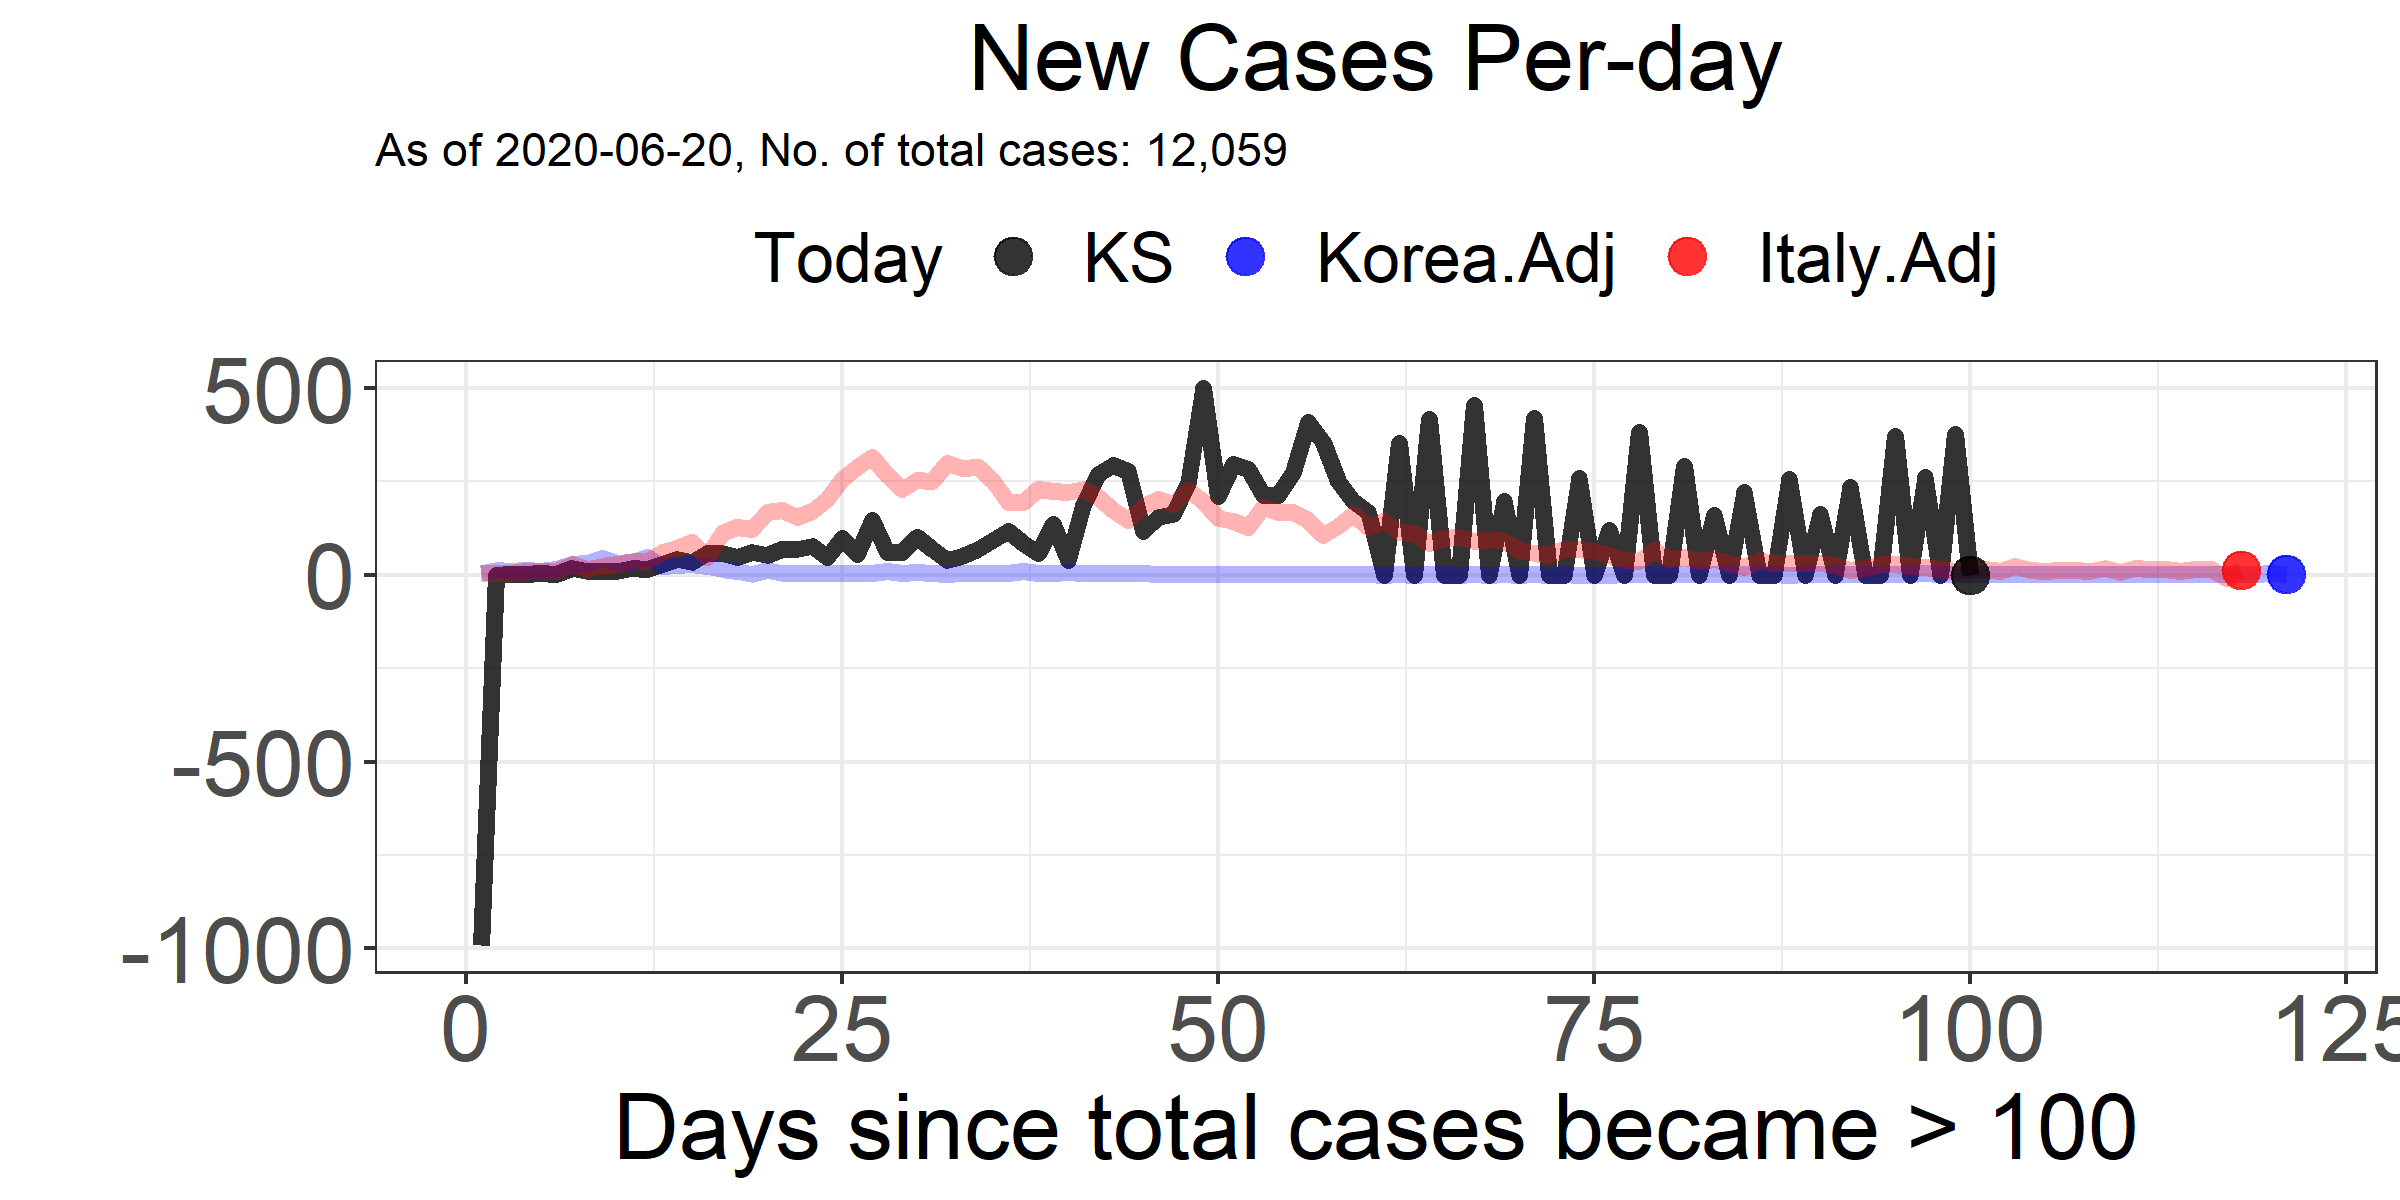 New Cases Per-day
As of 2020-06-20, No. of total cases: 12,059
Today KS Korea.Adj Italy.Adj
500
0
-500
-1000
0 25 50 75 100 125
Days since total cases became > 100